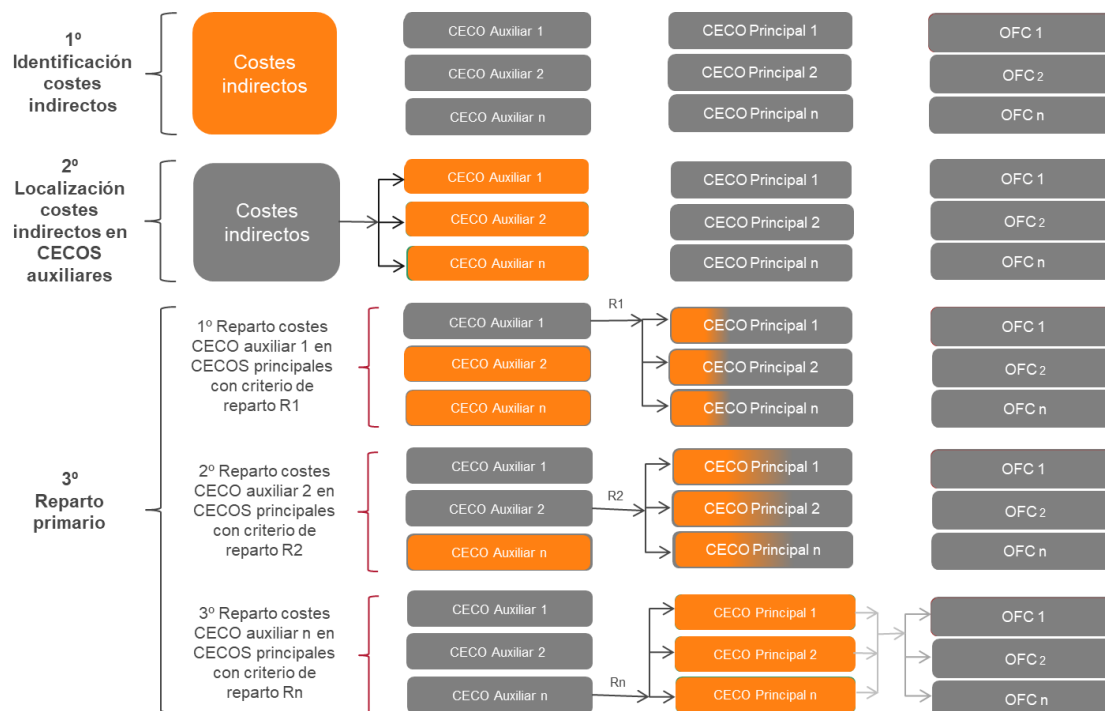 1º
Identificación
costes
indirectos
Costes
indirectos
CECO Auxiliar 1
CECO Auxiliar 2
CECO Auxiliar n
CECO Principal 1
CECO Principal 2
CECO Principal n
OFC 1
OFC 2
OFC n
2º
Localización
costes
indirectos en
CECOS
auxiliares
Costes
indirectos
CECO Auxiliar 1
CECO Auxiliar 2
CECO Auxiliar n
CECO Principal 1
CECO Principal 2
CECO Principal n
OFC 1
OFC 2
OFC n
3º
Reparto
primario
1º Reparto costes
CECO auxiliar 1 en
CECOS principales
con criterio de
reparto R1
CECO Auxiliar 1
CECO Auxiliar 2
CECO Auxiliar n
R1
CECO Principal 1
CECO Principal 2
CECO Principal n
OFC 1
OFC 2
OFC n
2º Reparto costes
CECO auxiliar 2 en
CECOS principales
con criterio de
reparto R2
CECO Auxiliar 1
CECO Auxiliar 2
CECO Auxiliar n
R2
CECO Principal 1
CECO Principal 2
CECO Principal n
OFC 1
OFC 2
OFC n
3º Reparto costes
CECO auxiliar n en
CECOS principales
con criterio de
reparto Rn
CECO Auxiliar 1
CECO Auxiliar 2
CECO Auxiliar n
Rn
CECO Principal 1
CECO Principal 2
CECO Principal n
OFC 1
OFC 2
OFC n